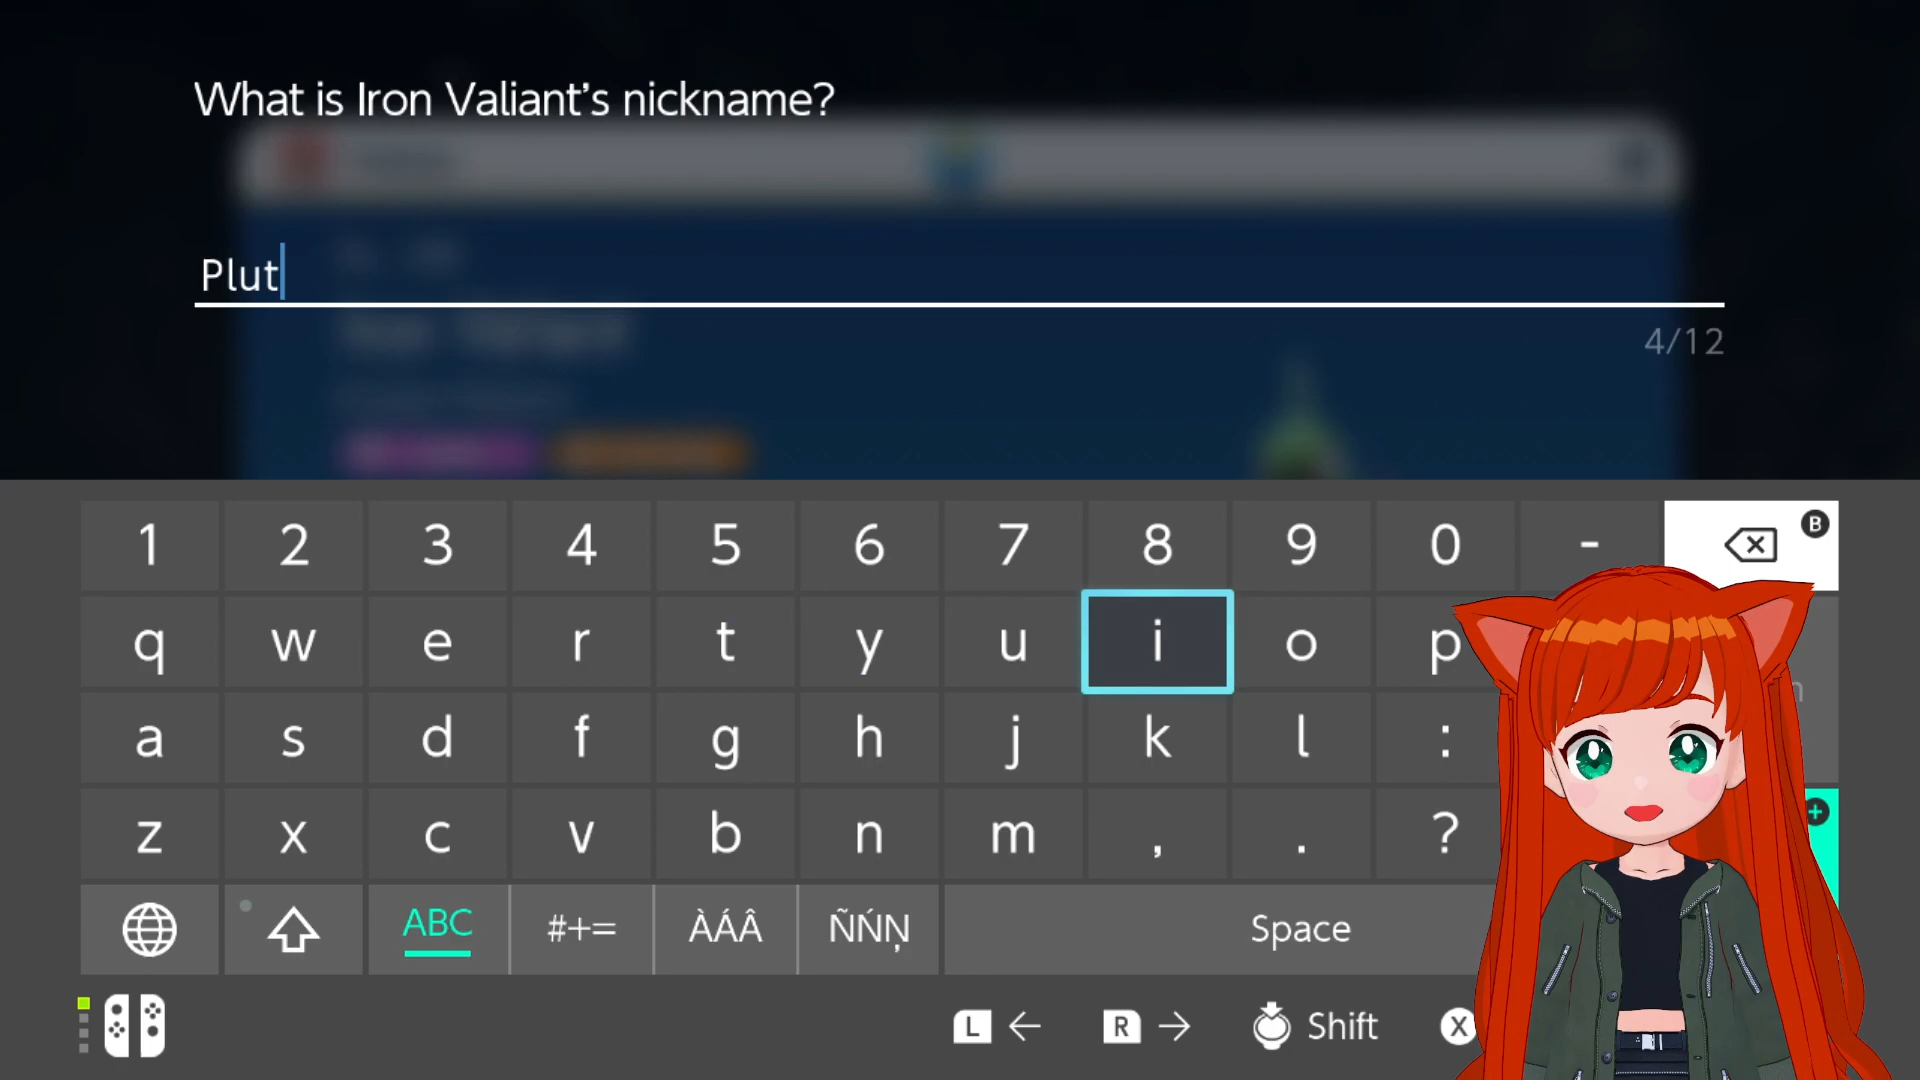 What is Iron Valiant's nickname?
Plut
4/12
1 2 3 4 5 6 7 8 9 0 - B
q w e r t y u i o p
a s d f g h j k l :
z x c v b n m , . ? +
ABC #+= ÀÁÂ ÑŃŅ Space
L ← R → Shift X